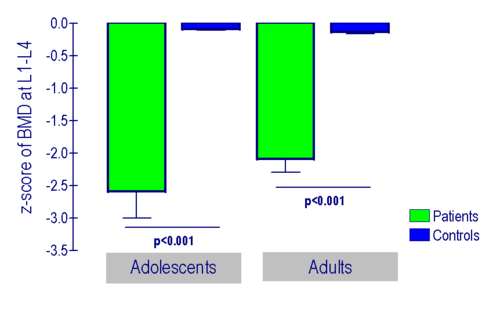 z-score of BMD at L1-L4
0.0
-0.5
-1.0
-1.5
-2.0
-2.5
-3.0
-3.5
p<0.001
p<0.001
Patients
Controls
Adolescents
Adults